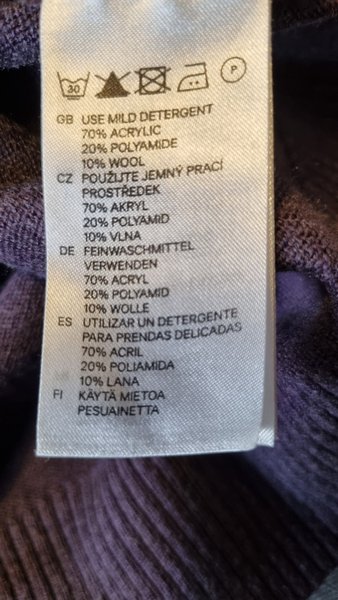 30 P
GB USE MILD DETERGENT
70% ACRYLIC
20% POLYAMIDE
10% WOOL
CZ POUŽIJTE JEMNÝ PRACÍ
PROSTŘEDEK
70% AKRYL
20% POLYAMID
10% VLNA
DE FEINWASCHMITTEL
VERWENDEN
70% ACRYL
20% POLYAMID
10% WOLLE
ES UTILIZAR UN DETERGENTE
PARA PRENDAS DELICADAS
70% ACRIL
20% POLIAMIDA
10% LANA
FI KÄYTÄ MIETOA
PESUAINETTA